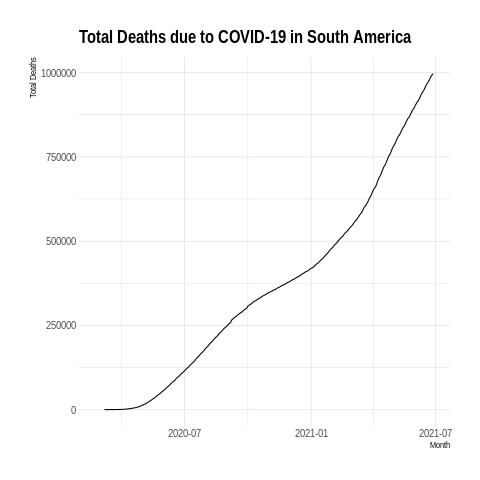 Total Deaths due to COVID-19 in South America
Total Deaths
1000000
750000
500000
250000
0
2020-07
2021-01
2021-07
Month